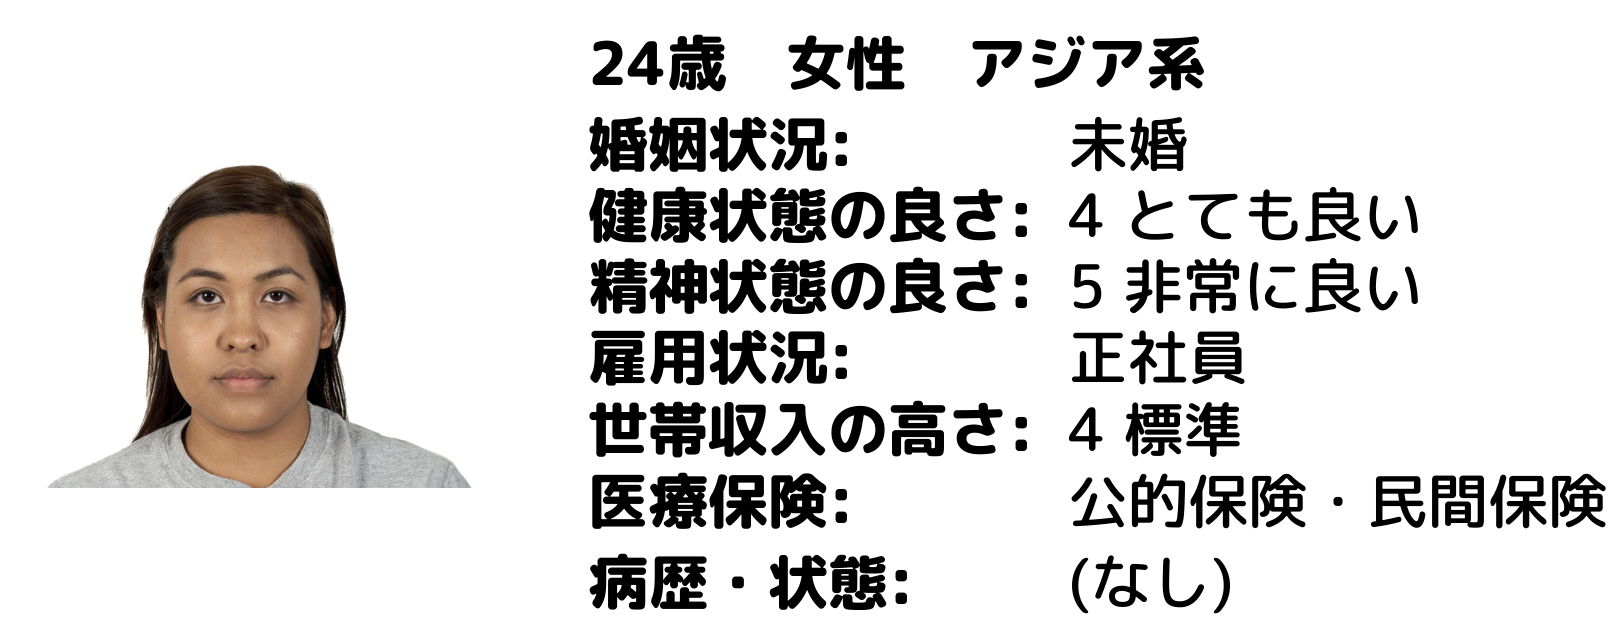 24歳　女性　アジア系
婚姻状況: 未婚
健康状態の良さ: 4 とても良い
精神状態の良さ: 5 非常に良い
雇用状況: 正社員
世帯収入の高さ: 4 標準
医療保険: 公的保険・民間保険
病歴・状態: (なし)